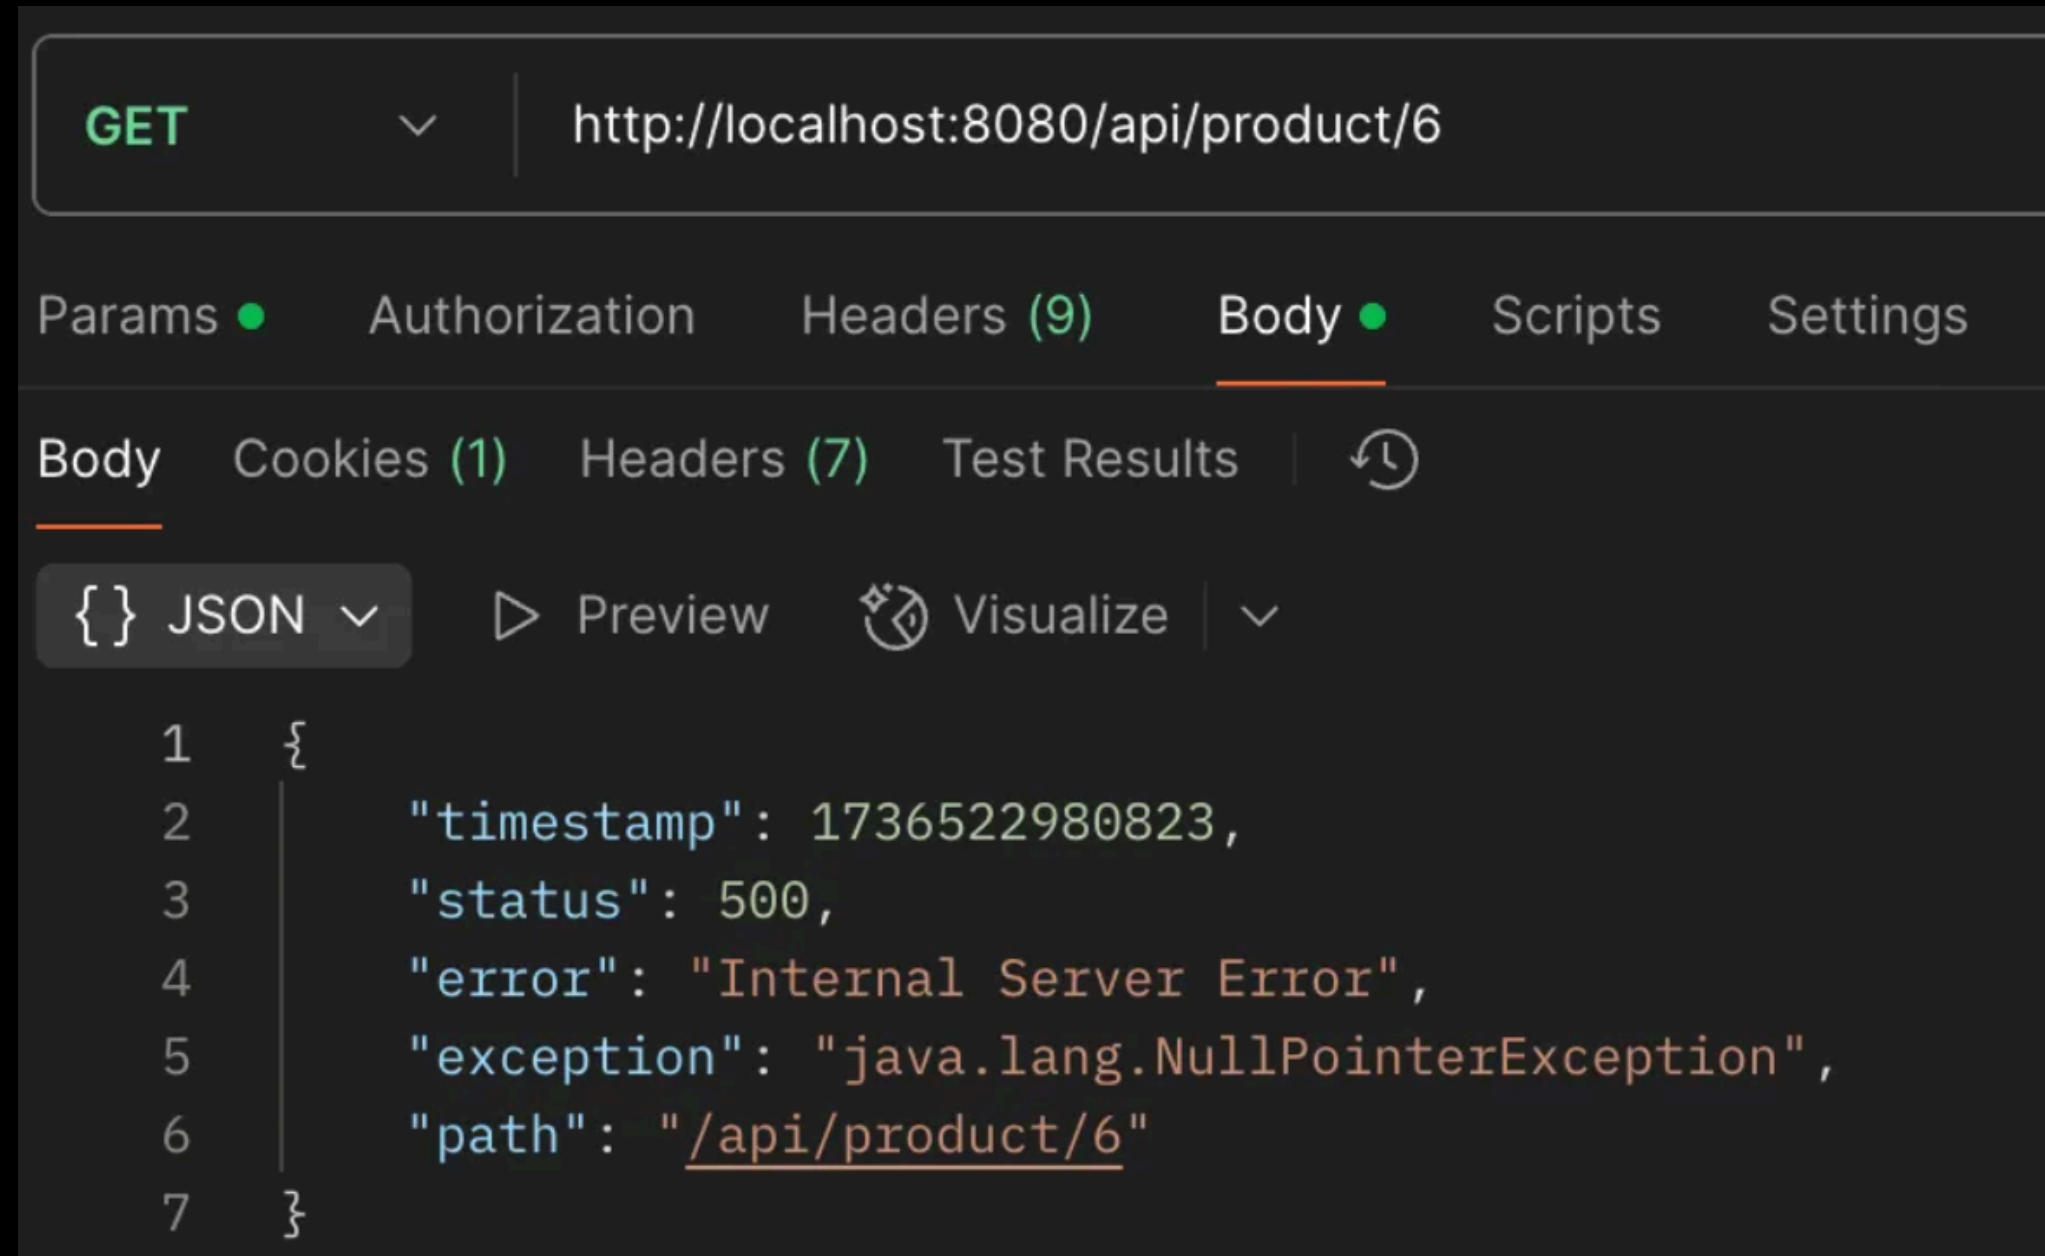 GET http://localhost:8080/api/product/6
Params Authorization Headers (9) Body Scripts Settings
Body Cookies (1) Headers (7) Test Results
{} JSON Preview Visualize
1 {
2 "timestamp": 1736522980823,
3 "status": 500,
4 "error": "Internal Server Error",
5 "exception": "java.lang.NullPointerException",
6 "path": "/api/product/6"
7 }